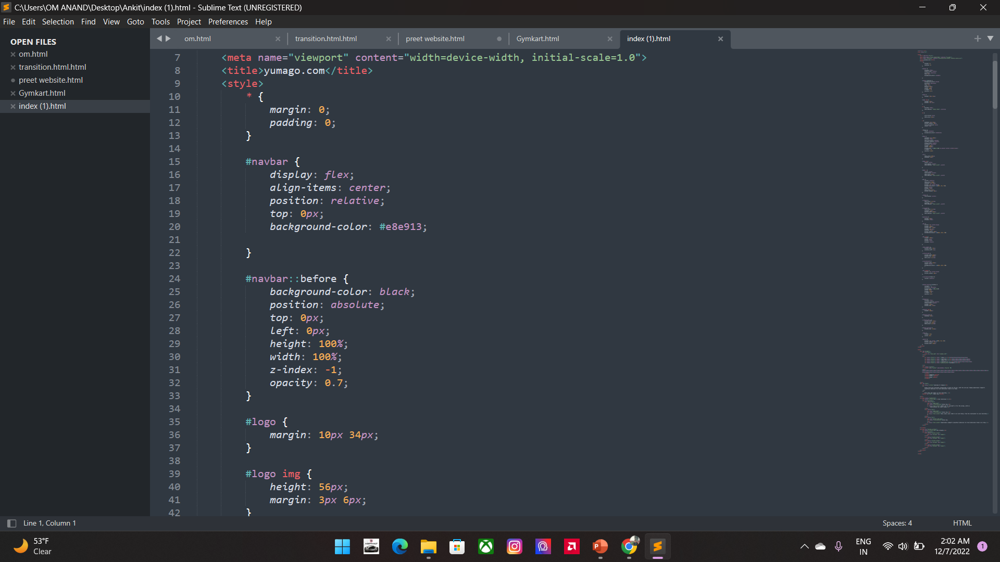 C:\Users\OM ANAND\Desktop\Ankit\index (1).html - Sublime Text (UNREGISTERED)
File Edit Selection Find View Goto Tools Project Preferences Help
OPEN FILES
om.html
transition.html.html
preet website.html
Gymkart.html
index (1).html
om.html transition.html.html preet website.html Gymkart.html index (1).html
7 <meta name="viewport" content="width=device-width, initial-scale=1.0">
8 <title>yumago.com</title>
9 <style>
10 * {
11 margin: 0;
12 padding: 0;
13 }
14
15 #navbar {
16 display: flex;
17 align-items: center;
18 position: relative;
19 top: 0px;
20 background-color: #e8e913;
21
22 }
23
24 #navbar::before {
25 background-color: black;
26 position: absolute;
27 top: 0px;
28 left: 0px;
29 height: 100%;
30 width: 100%;
31 z-index: -1;
32 opacity: 0.7;
33 }
34
35 #logo {
36 margin: 10px 34px;
37 }
38
39 #logo img {
40 height: 56px;
41 margin: 3px 6px;
42 }
Line 1, Column 1 Spaces: 4 HTML
53°F
Clear
ENG
IN
2:02 AM
12/7/2022
1